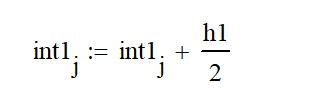 int1_j := int1_j + h1/2